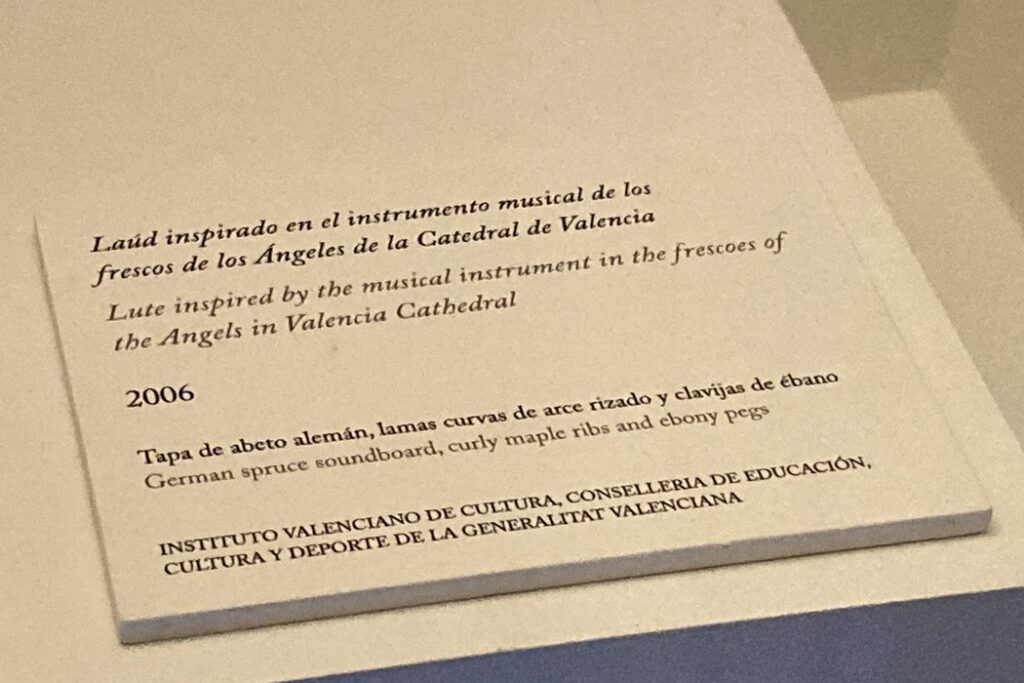 Laúd inspirado en el instrumento musical de los
frescos de los Ángeles de la Catedral de Valencia
Lute inspired by the musical instrument in the frescoes of
the Angels in Valencia Cathedral
2006
Tapa de abeto alemán, lamas curvas de arce rizado y clavijas de ébano
German spruce soundboard, curly maple ribs and ebony pegs
INSTITUTO VALENCIANO DE CULTURA, CONSELLERIA DE EDUCACIÓN,
CULTURA Y DEPORTE DE LA GENERALITAT VALENCIANA